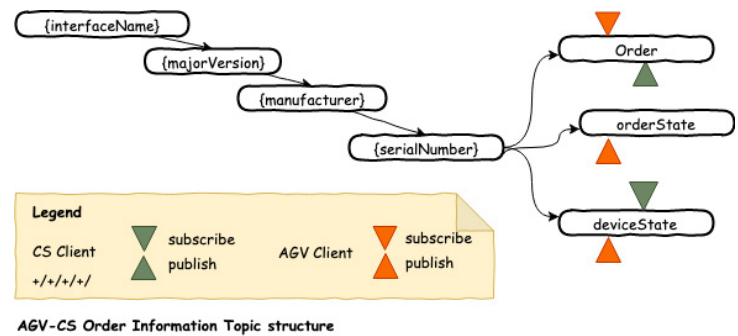 {interfaceName}
{majorVersion}
{manufacturer}
{serialNumber}
Order
orderState
deviceState
Legend
CS Client
+/+/+/+/
subscribe
publish
AGV Client
subscribe
publish
AGV-CS Order Information Topic structure